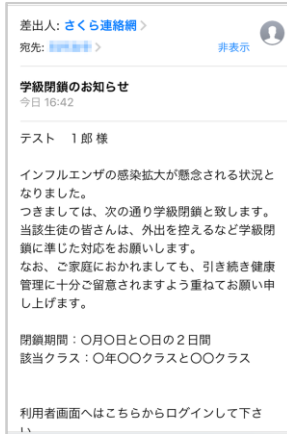 差出人: さくら連絡網
宛先:
非表示
学級閉鎖のお知らせ
今日 16:42
テスト　1郎 様
インフルエンザの感染拡大が懸念される状況と
なりました。
つきましては、次の通り学級閉鎖と致します。
当該生徒の皆さんは、外出を控えるなど学級閉
鎖に準じた対応をお願いします。
なお、ご家庭におかれましても、引き続き健康
管理に十分ご留意されますよう重ねてお願い申
し上げます。
閉鎖期間：〇月〇日と〇日の２日間
該当クラス：〇年〇〇クラスと〇〇クラス
利用者画面へはこちらからログインして下さ
い